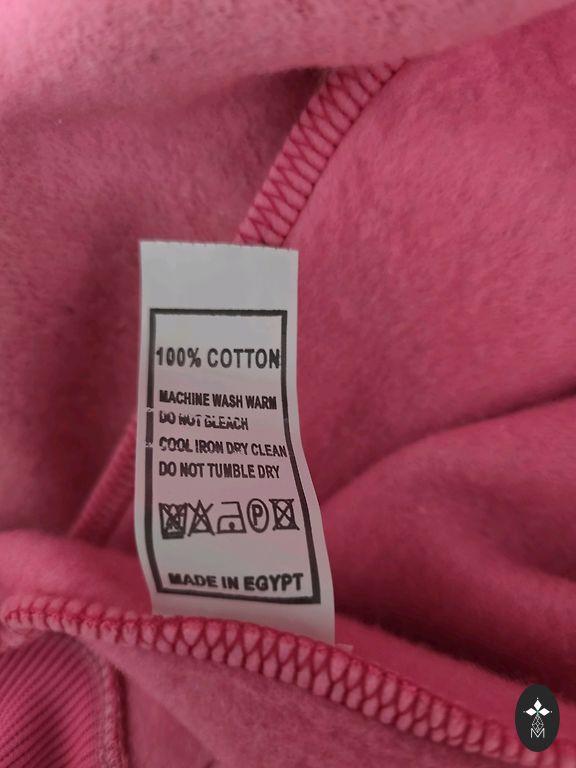 100% COTTON
MACHINE WASH WARM
DO NOT BLEACH
COOL IRON DRY CLEAN
DO NOT TUMBLE DRY
P
MADE IN EGYPT
M